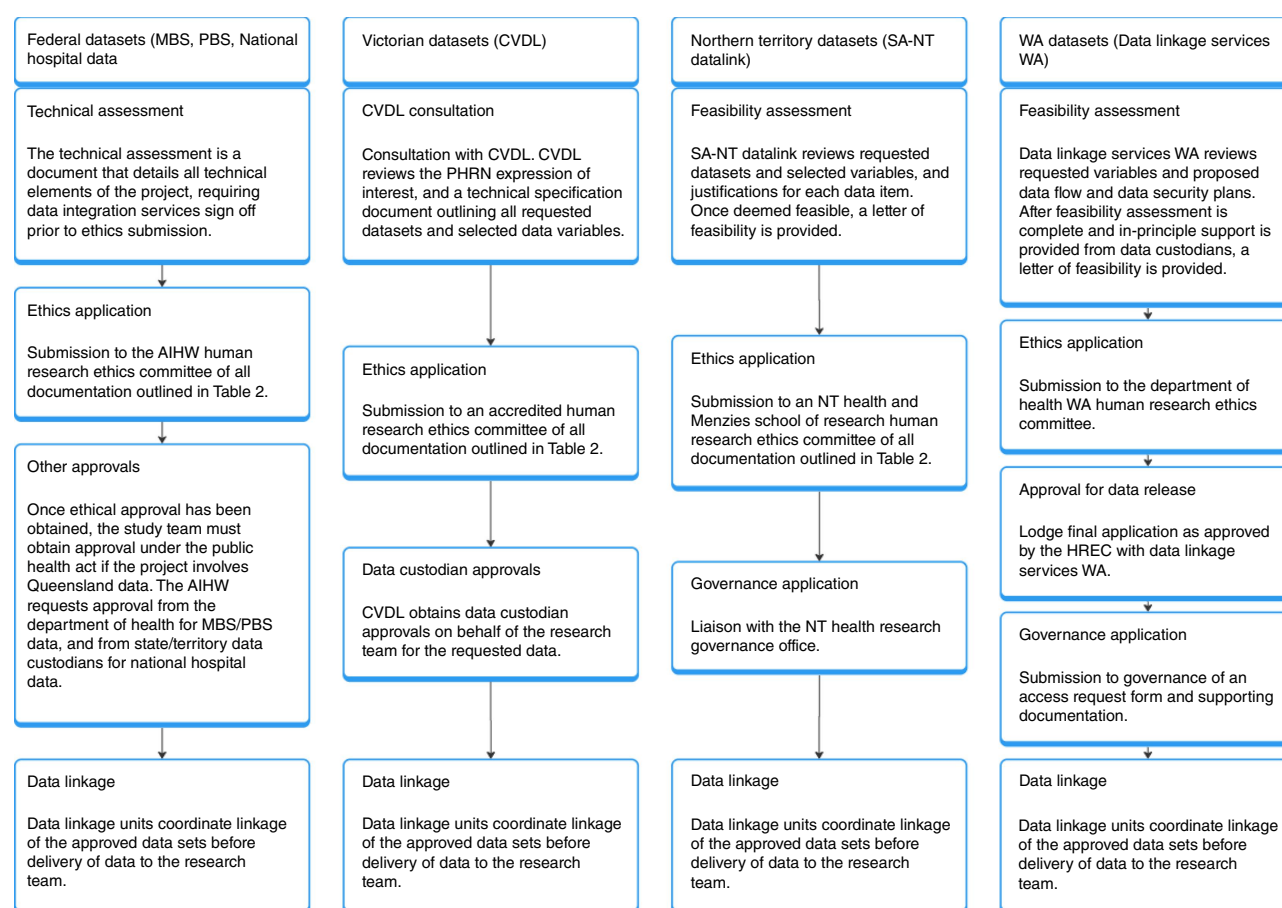 Federal datasets (MBS, PBS, National
hospital data
Technical assessment
The technical assessment is a
document that details all technical
elements of the project, requiring
data integration services sign off
prior to ethics submission.
Ethics application
Submission to the AIHW human
research ethics committee of all
documentation outlined in Table 2.
Other approvals
Once ethical approval has been
obtained, the study team must
obtain approval under the public
health act if the project involves
Queensland data. The AIHW
requests approval from the
department of health for MBS/PBS
data, and from state/territory data
custodians for national hospital
data.
Data linkage
Data linkage units coordinate linkage
of the approved data sets before
delivery of data to the research
team.
Victorian datasets (CVDL)
CVDL consultation
Consultation with CVDL. CVDL
reviews the PHRN expression of
interest, and a technical specification
document outlining all requested
datasets and selected data variables.
Ethics application
Submission to an accredited human
research ethics committee of all
documentation outlined in Table 2.
Data custodian approvals
CVDL obtains data custodian
approvals on behalf of the research
team for the requested data.
Data linkage
Data linkage units coordinate linkage
of the approved data sets before
delivery of data to the research
team.
Northern territory datasets (SA-NT
datalink)
Feasibility assessment
SA-NT datalink reviews requested
datasets and selected variables, and
justifications for each data item.
Once deemed feasible, a letter of
feasibility is provided.
Ethics application
Submission to an NT health and
Menzies school of research human
research ethics committee of all
documentation outlined in Table 2.
Governance application
Liaison with the NT health research
governance office.
Data linkage
Data linkage units coordinate linkage
of the approved data sets before
delivery of data to the research
team.
WA datasets (Data linkage services
WA)
Feasibility assessment
Data linkage services WA reviews
requested variables and proposed
data flow and data security plans.
After feasibility assessment is
complete and in-principle support is
provided from data custodians, a
letter of feasibility is provided.
Ethics application
Submission to the department of
health WA human research ethics
committee.
Approval for data release
Lodge final application as approved
by the HREC with data linkage
services WA.
Governance application
Submission to governance of an
access request form and supporting
documentation.
Data linkage
Data linkage units coordinate linkage
of the approved data sets before
delivery of data to the research
team.